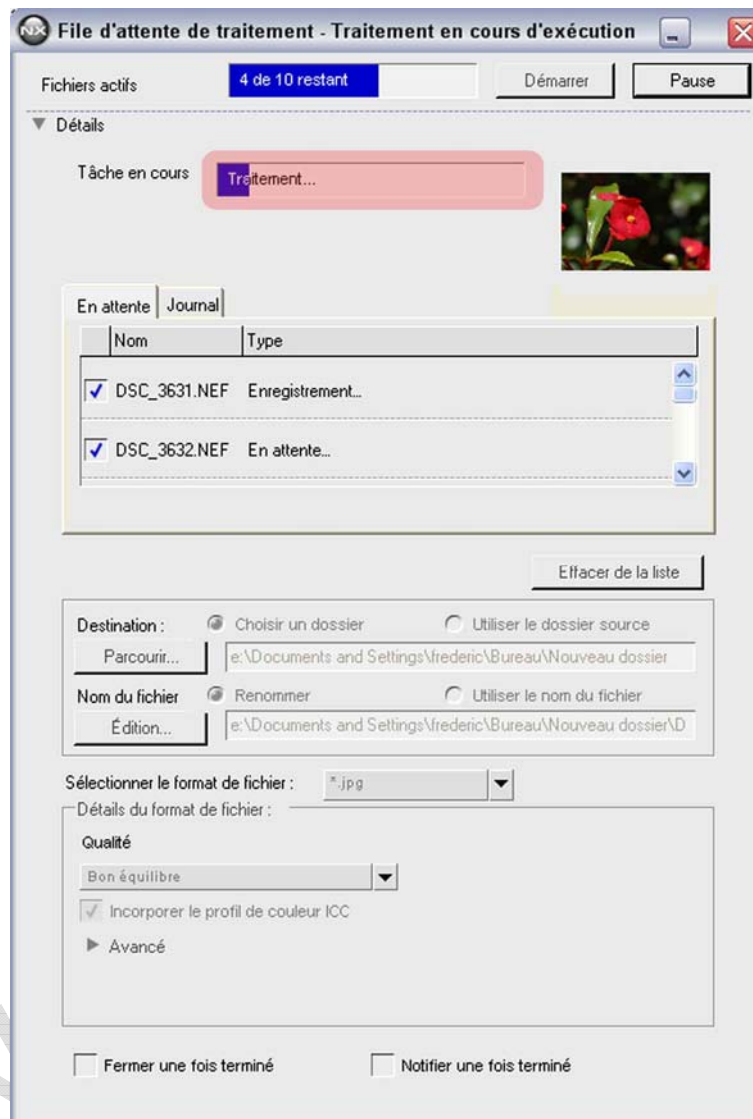 NX File d'attente de traitement - Traitement en cours d'exécution
Fichiers actifs 4 de 10 restant Démarrer Pause
Détails
Tâche en cours Traitement...
En attente Journal
Nom Type
DSC_3631.NEF Enregistrement...
DSC_3632.NEF En attente...
Effacer de la liste
Destination : Choisir un dossier Utiliser le dossier source
Parcourir... e:\Documents and Settings\frederic\Bureau\Nouveau dossier
Nom du fichier Renommer Utiliser le nom du fichier
Édition... e:\Documents and Settings\frederic\Bureau\Nouveau dossier\D
Sélectionner le format de fichier : *.jpg
Détails du format de fichier :
Qualité
Bon équilibre
Incorporer le profil de couleur ICC
Avancé
Fermer une fois terminé Notifier une fois terminé